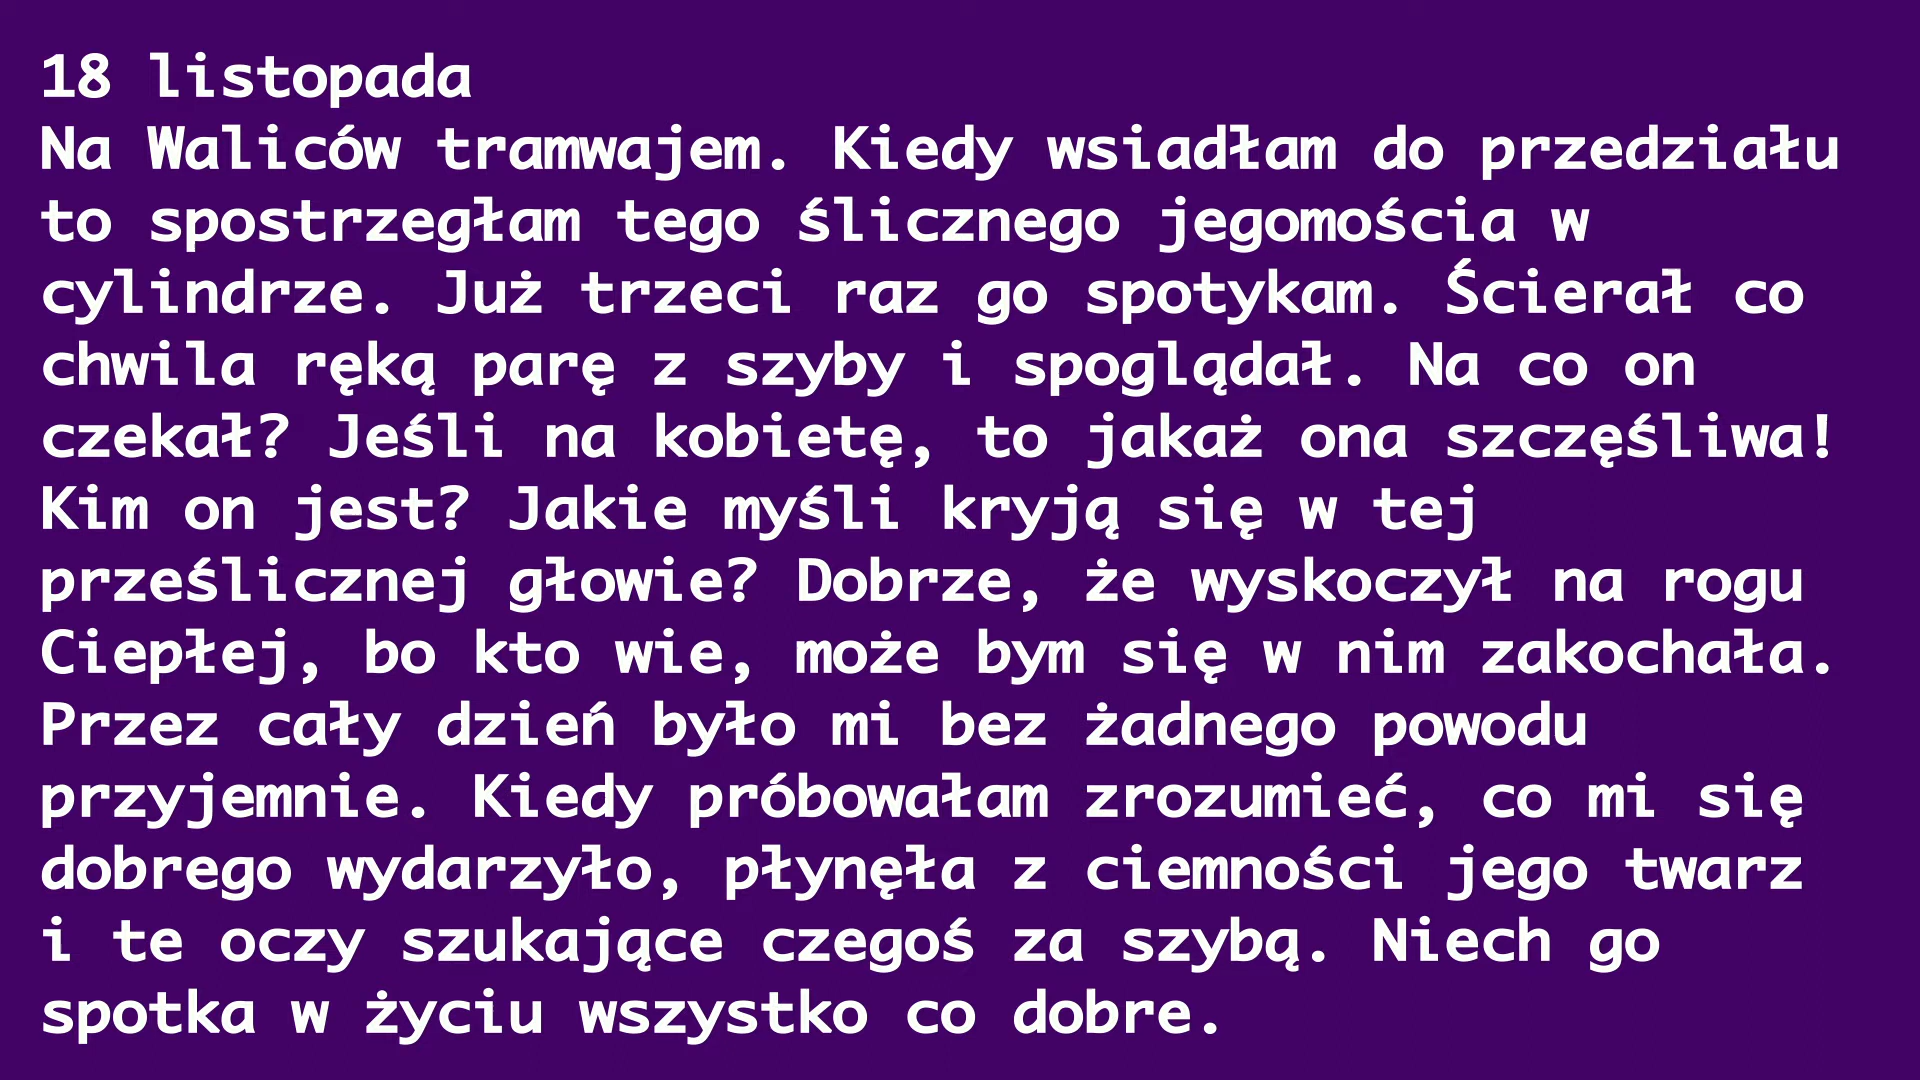 18 listopada
Na Waliców tramwajem. Kiedy wsiadłam do przedziału
to spostrzegłam tego ślicznego jegomościa w
cylindrze. Już trzeci raz go spotykam. Ścierał co
chwila ręką parę z szyby i spoglądał. Na co on
czekał? Jeśli na kobietę, to jakaż ona szczęśliwa!
Kim on jest? Jakie myśli kryją się w tej
prześlicznej głowie? Dobrze, że wyskoczył na rogu
Ciepłej, bo kto wie, może bym się w nim zakochała.
Przez cały dzień było mi bez żadnego powodu
przyjemnie. Kiedy próbowałam zrozumieć, co mi się
dobrego wydarzyło, płynęła z ciemności jego twarz
i te oczy szukające czegoś za szybą. Niech go
spotka w życiu wszystko co dobre.